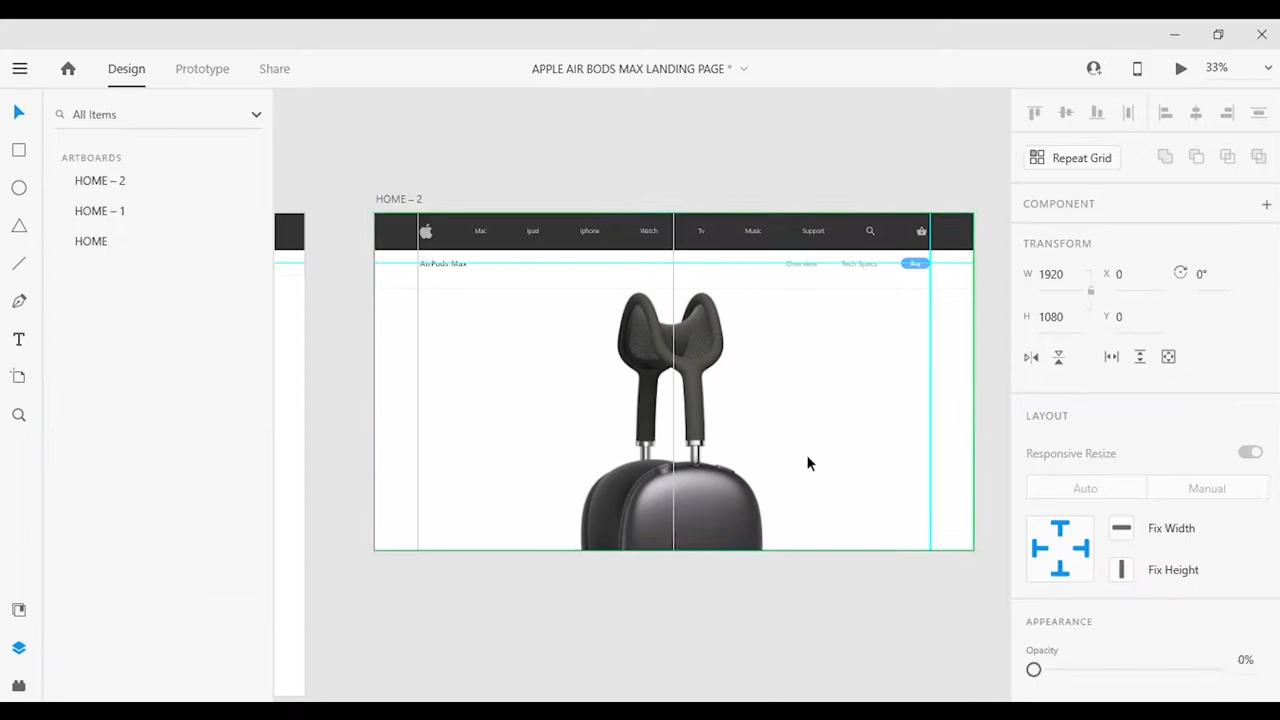 Design
Prototype
Share
APPLE AIR BODS MAX LANDING PAGE *
33%
All Items
ARTBOARDS
HOME – 2
HOME – 1
HOME
HOME – 2
Mac
ipad
iphone
Watch
Tv
Music
Support
AirPods Max
Overview
Tech Specs
Buy
Repeat Grid
COMPONENT
TRANSFORM
W 1920
X 0
0°
H 1080
Y 0
LAYOUT
Responsive Resize
Auto
Manual
Fix Width
Fix Height
APPEARANCE
Opacity
0%